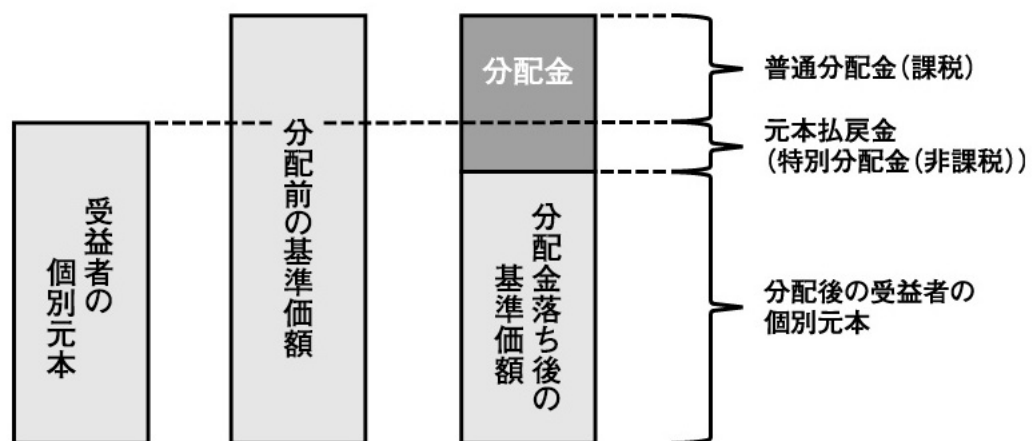 受益者の
個別元本
分配前の基準価額
分配金
分配金落ち後の
基準価額
普通分配金(課税)
元本払戻金
(特別分配金(非課税))
分配後の受益者の
個別元本